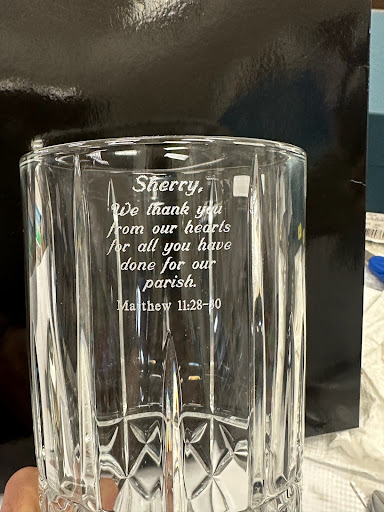 Sherry,
We thank you
from our hearts
for all you have
done for our
parish.
Matthew 11:28-30